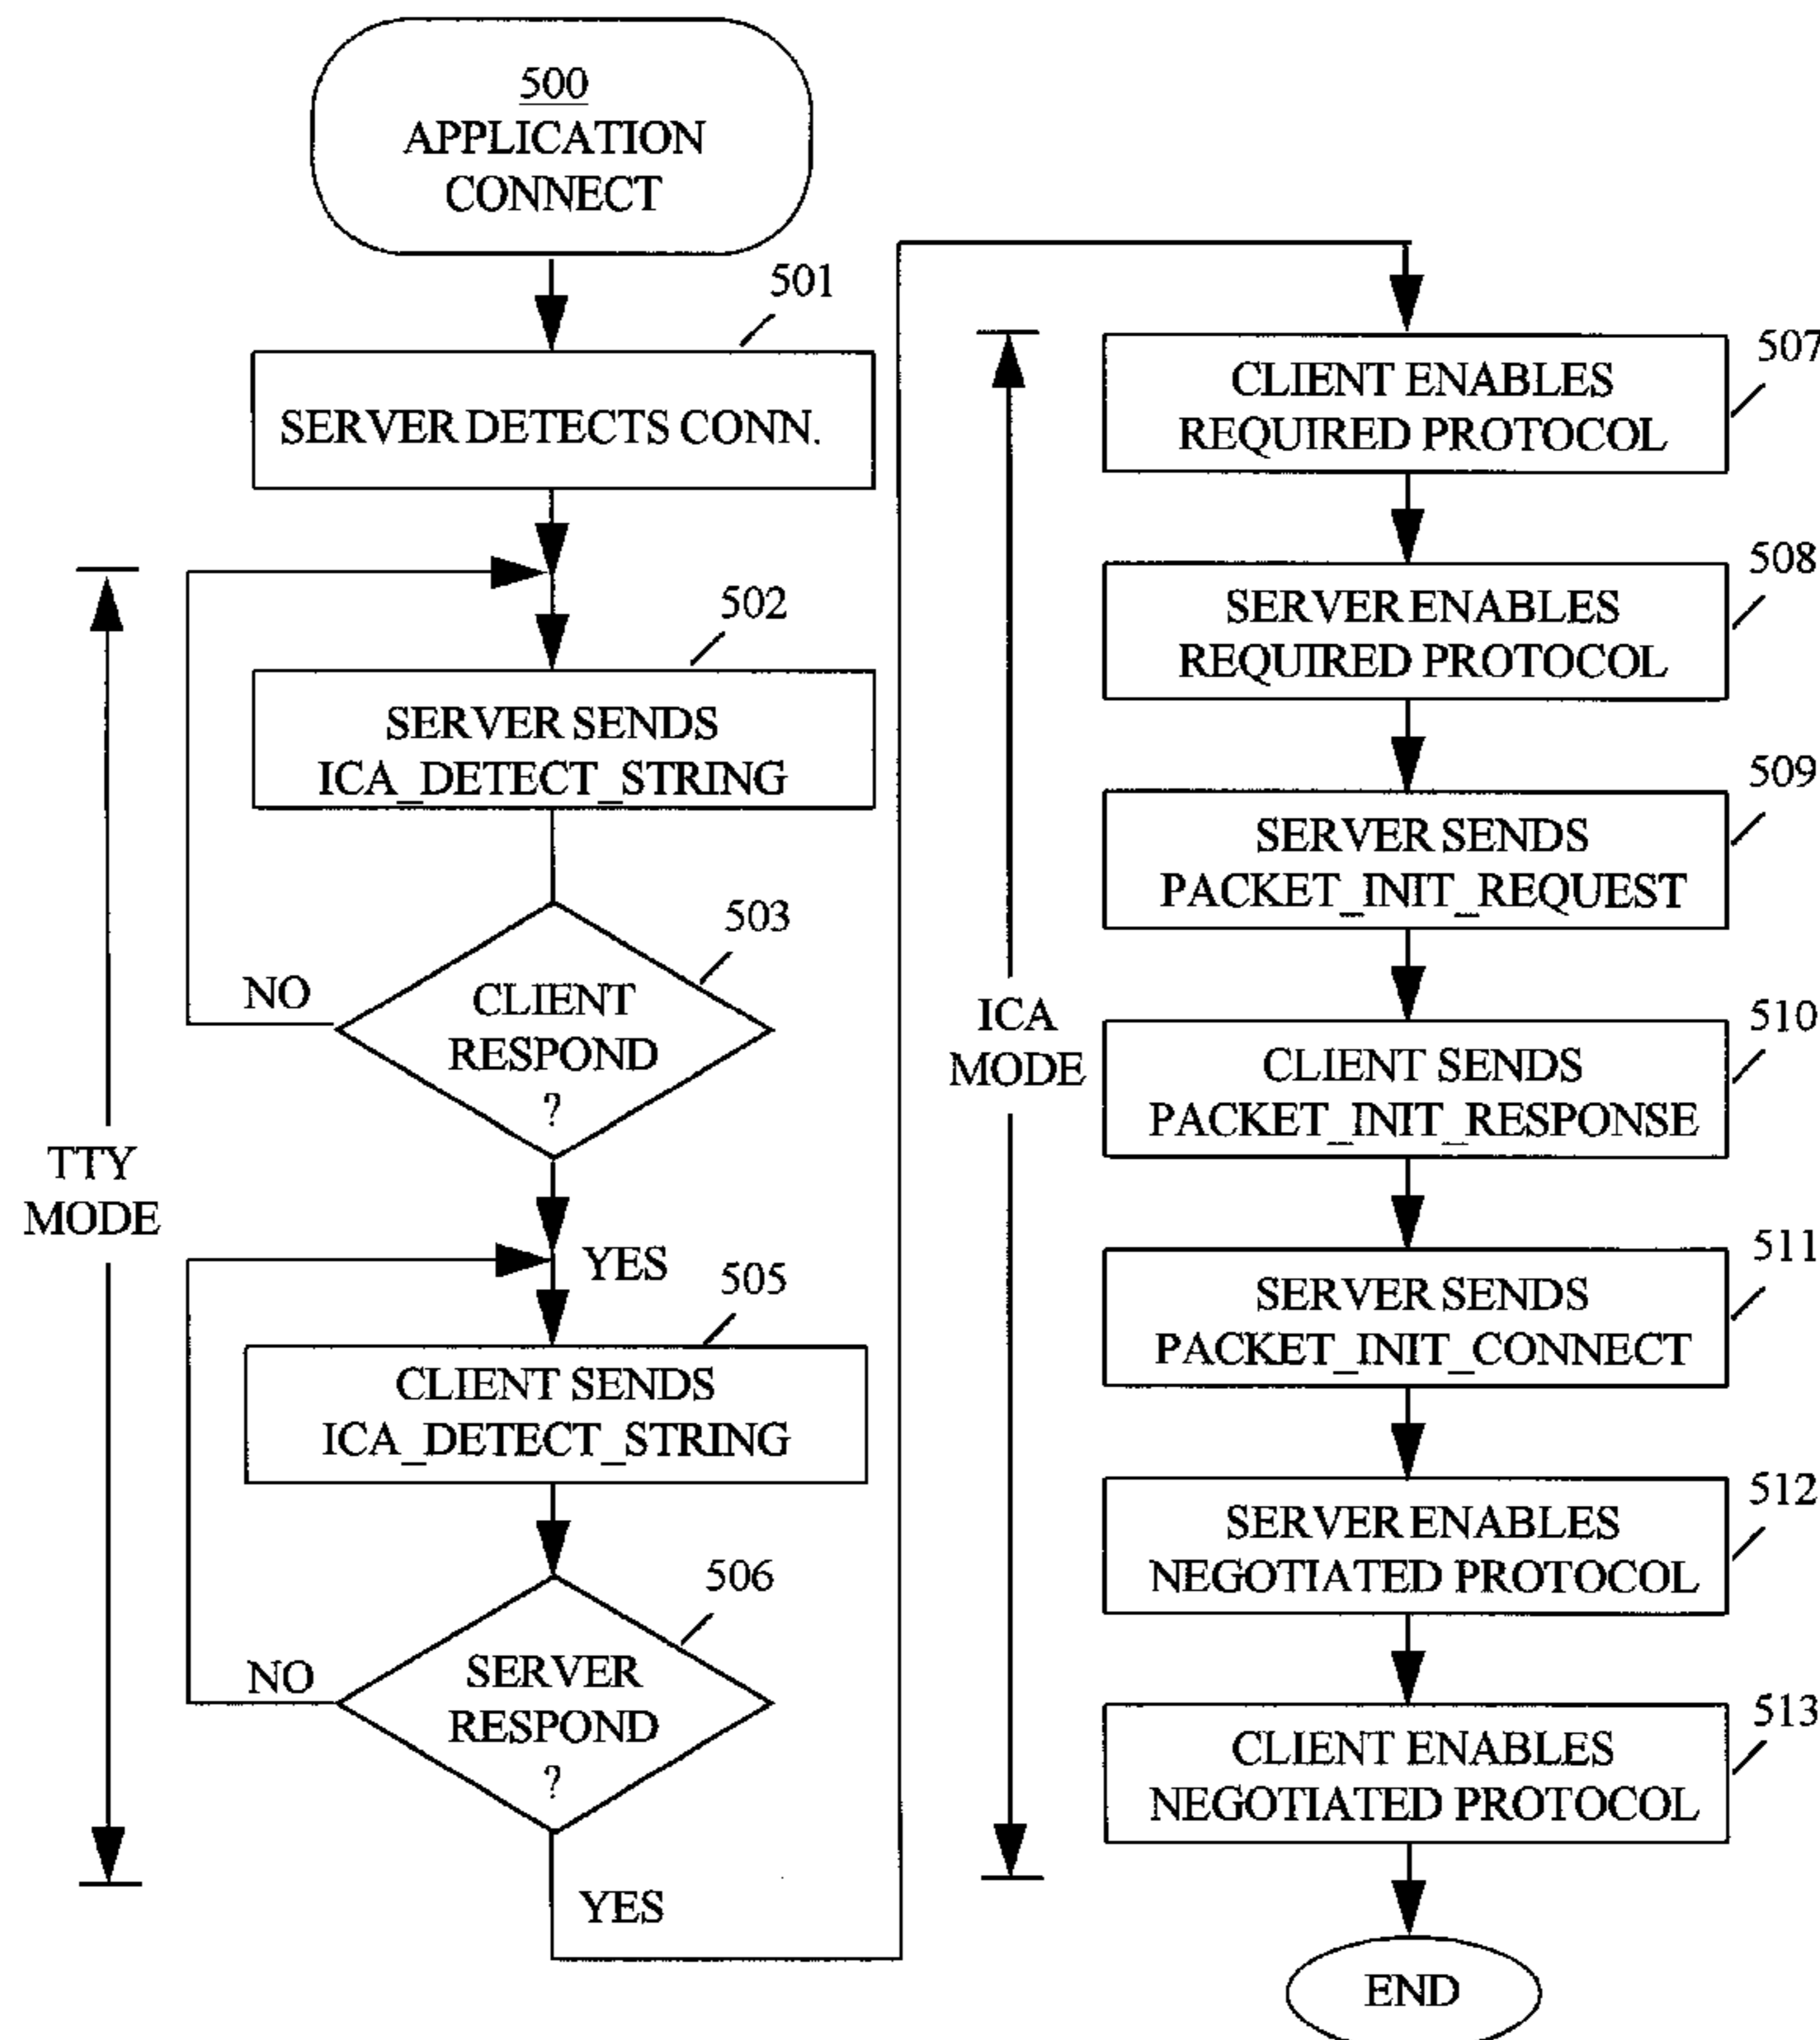 500
APPLICATION
CONNECT
501
SERVER DETECTS CONN.
502
SERVER SENDS
ICA_DETECT_STRING
503
NO
CLIENT
RESPOND
?
TTY
MODE
YES
505
CLIENT SENDS
ICA_DETECT_STRING
506
NO
SERVER
RESPOND
?
YES
ICA
MODE
507
CLIENT ENABLES
REQUIRED PROTOCOL
508
SERVER ENABLES
REQUIRED PROTOCOL
509
SERVER SENDS
PACKET_INIT_REQUEST
510
CLIENT SENDS
PACKET_INIT_RESPONSE
511
SERVER SENDS
PACKET_INIT_CONNECT
512
SERVER ENABLES
NEGOTIATED PROTOCOL
513
CLIENT ENABLES
NEGOTIATED PROTOCOL
END